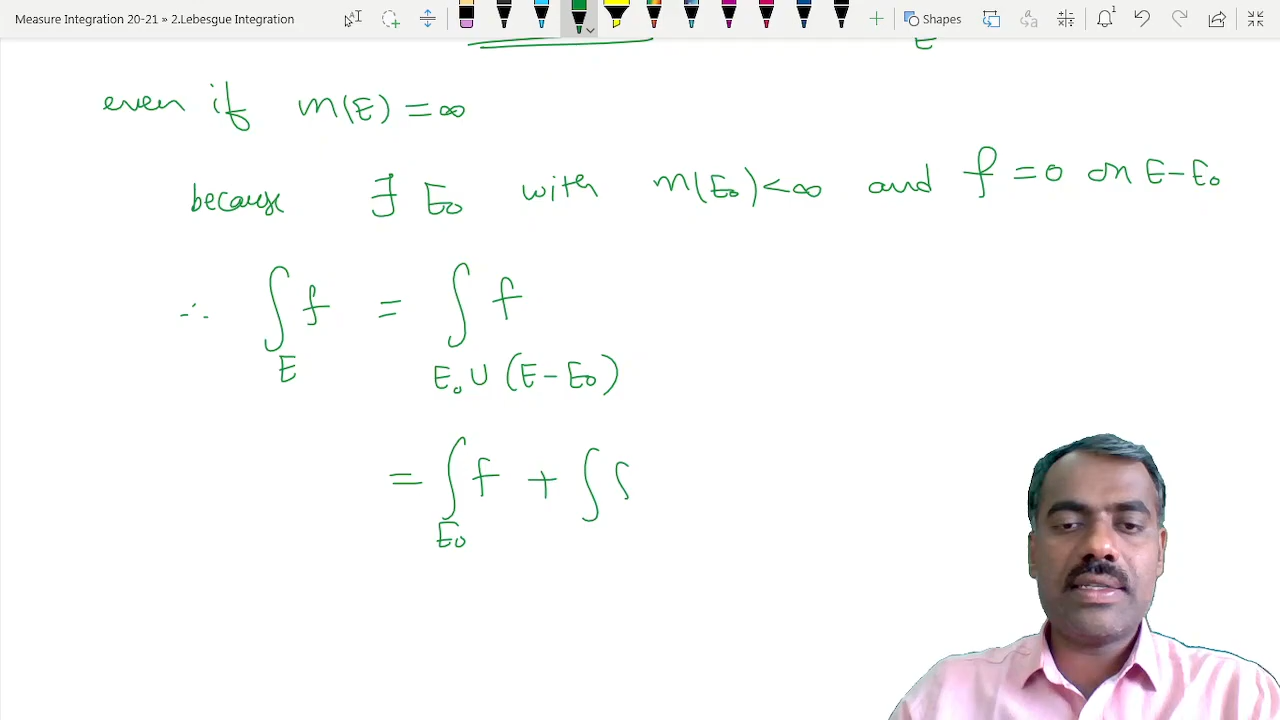 Measure Integration 20-21 » 2.Lebesgue Integration
Shapes
E
even if m(E) = ∞
because ∃ E₀ with m(E₀) < ∞ and f = 0 on E − E₀
∴ ∫_E f = ∫_{E₀ ∪ (E − E₀)} f
= ∫_{E₀} f + ∫